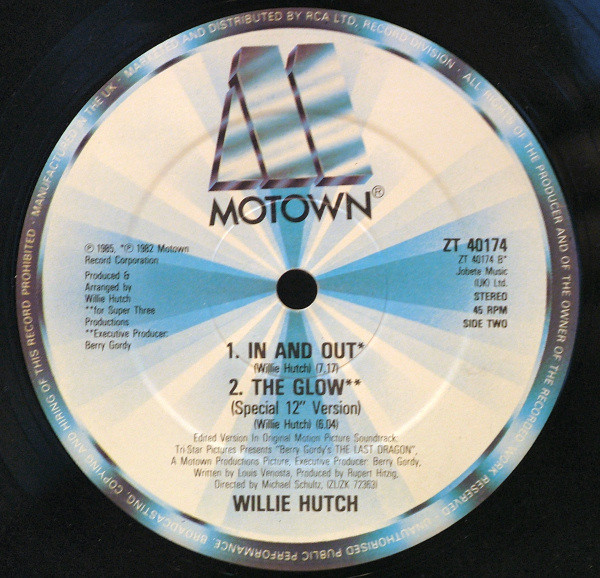 MARKETED AND DISTRIBUTED BY RCA LTD, RECORD DIVISION · ALL RIGHTS OF THE PRODUCER AND OF THE OWNER OF THE RECORDED WORK RESERVED · UNAUTHORISED PUBLIC PERFORMANCE, BROADCASTING, COPYING AND HIRING OF THIS RECORD PROHIBITED · MANUFACTURED IN THE UK ·
MOTOWN®
℗ 1985, *℗ 1982 Motown
Record Corporation
Produced &
Arranged by
Willie Hutch
**for Super Three
Productions
**Executive Producer:
Berry Gordy
ZT 40174
ZT 40174 B*
Jobete Music
(UK) Ltd.
STEREO
45 RPM
SIDE TWO
1. IN AND OUT*
(Willie Hutch) (7.17)
2. THE GLOW**
(Special 12" Version)
(Willie Hutch) (6.04)
Edited Version In Original Motion Picture Soundtrack:
Tri-Star Pictures Presents "Berry Gordy's THE LAST DRAGON",
A Motown Productions Picture, Executive Producer: Berry Gordy,
Written by Louis Venosta, Produced by Rupert Hitzig,
Directed by Michael Schultz, (ZL/ZK 72363)
WILLIE HUTCH